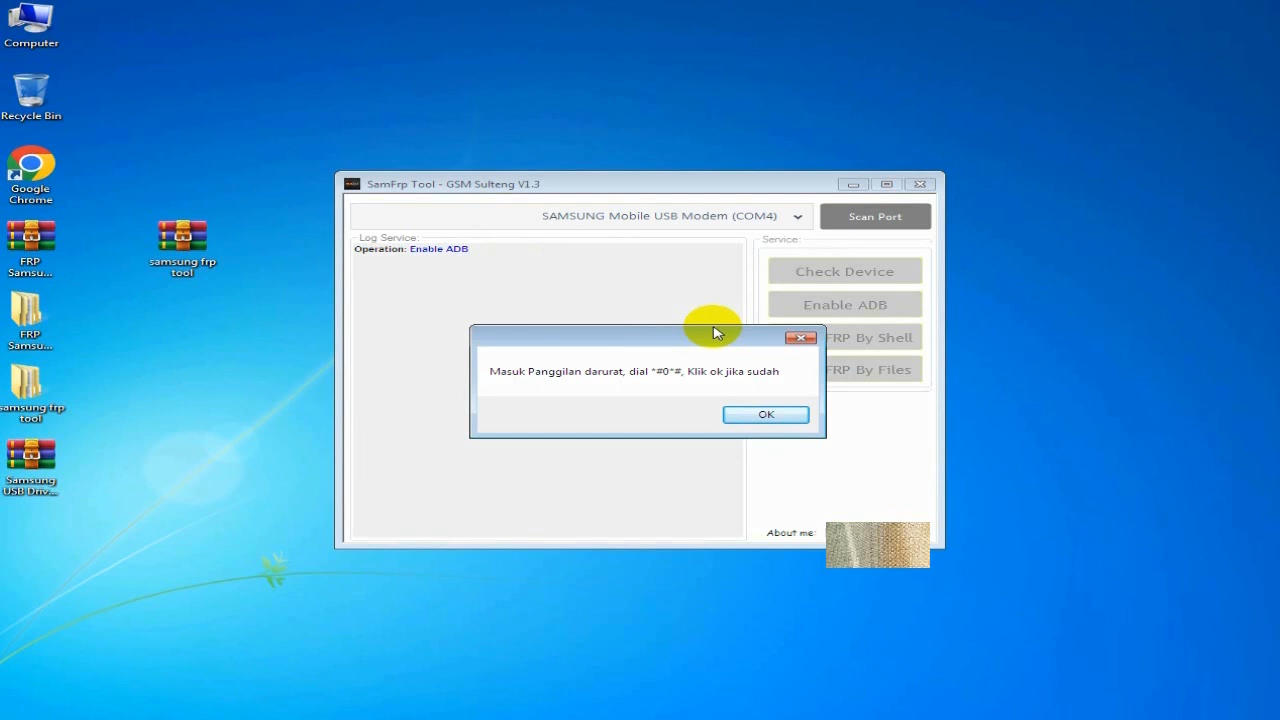 Computer
Recycle Bin
Google
Chrome
FRP
Samsu...
FRP
Samsu...
samsung frp
tool
Samsung
USB Driv...
samsung frp
tool
SamFrp Tool - GSM Sulteng V1.3
SAMSUNG Mobile USB Modem (COM4)
Scan Port
Log Service:
Operation: Enable ADB
Service:
Check Device
Enable ADB
FRP By Shell
FRP By Files
Masuk Panggilan darurat, dial *#0*#, Klik ok jika sudah
OK
About me: